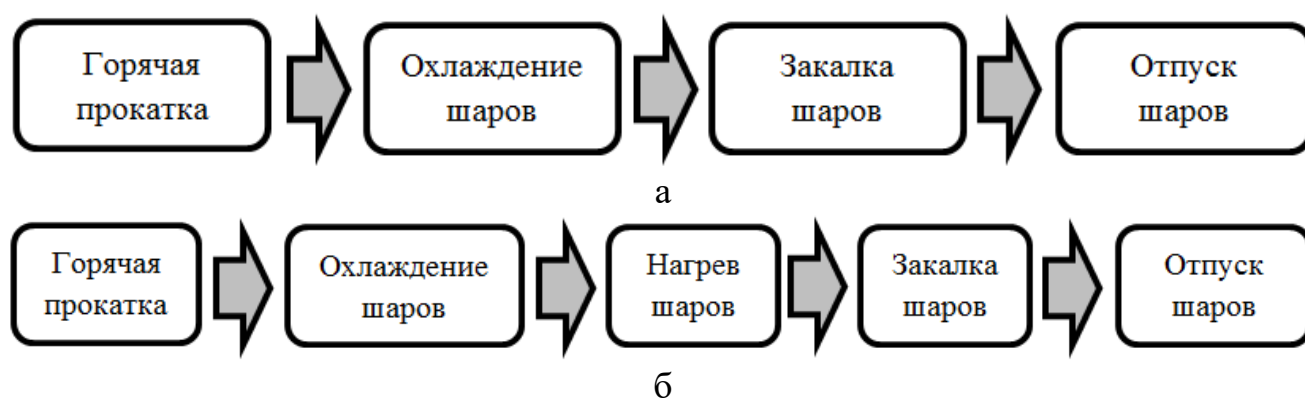 Горячая
прокатка
Охлаждение
шаров
Закалка
шаров
Отпуск
шаров
а
Горячая
прокатка
Охлаждение
шаров
Нагрев
шаров
Закалка
шаров
Отпуск
шаров
б